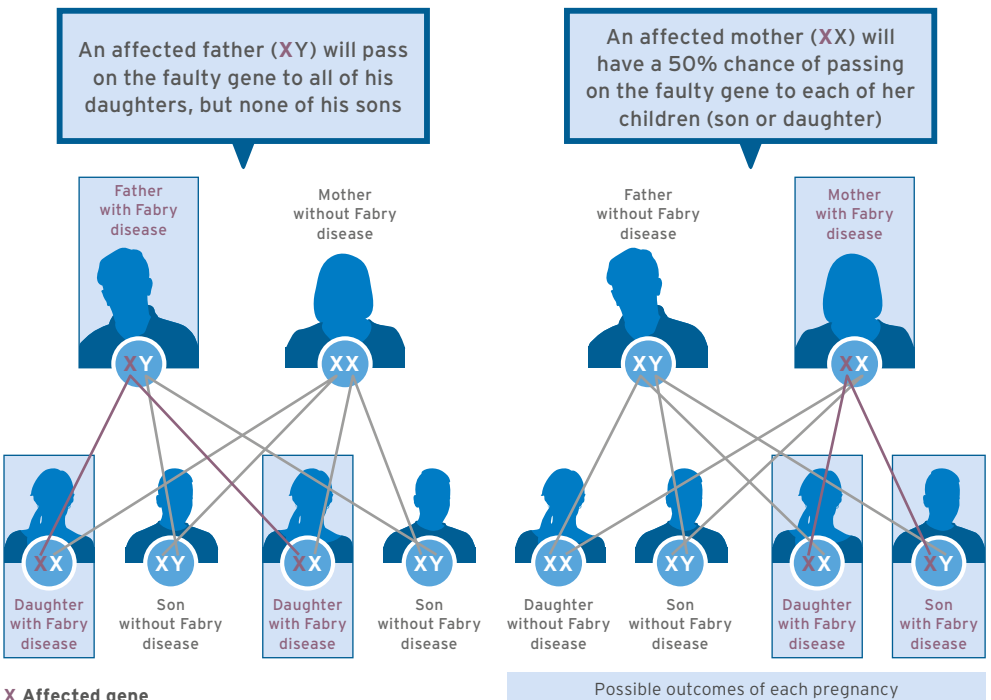 An affected father (XY) will pass
on the faulty gene to all of his
daughters, but none of his sons
An affected mother (XX) will
have a 50% chance of passing
on the faulty gene to each of her
children (son or daughter)
Father
with Fabry
disease
Mother
without Fabry
disease
Father
without Fabry
disease
Mother
with Fabry
disease
XY
XX
XY
XX
XX
XY
XX
XY
XX
XY
XX
XY
Daughter
with Fabry
disease
Son
without Fabry
disease
Daughter
with Fabry
disease
Son
without Fabry
disease
Daughter
without Fabry
disease
Son
without Fabry
disease
Daughter
with Fabry
disease
Son
with Fabry
disease
X Affected gene
Possible outcomes of each pregnancy